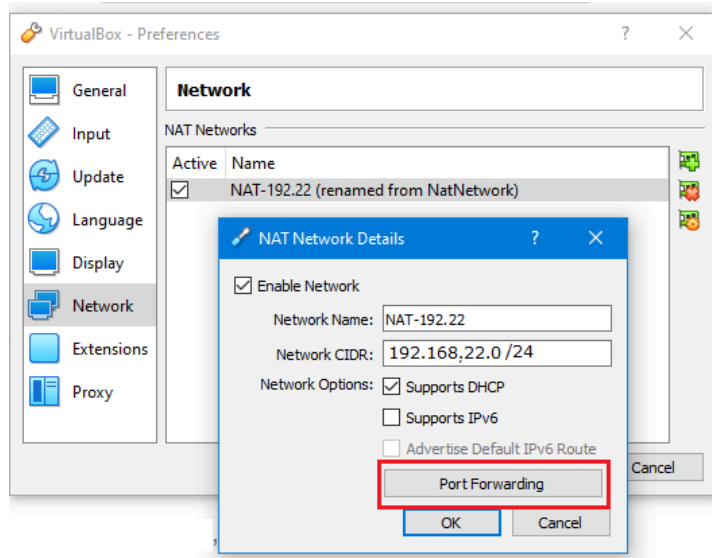 VirtualBox - Preferences ?
General
Input
Update
Language
Display
Network
Extensions
Proxy
Network
NAT Networks
Active Name
NAT-192.22 (renamed from NatNetwork)
Cancel
NAT Network Details ?
Enable Network
Network Name: NAT-192.22
Network CIDR: 192.168.22.0 /24
Network Options: Supports DHCP
Supports IPv6
Advertise Default IPv6 Route
Port Forwarding
OK Cancel
,